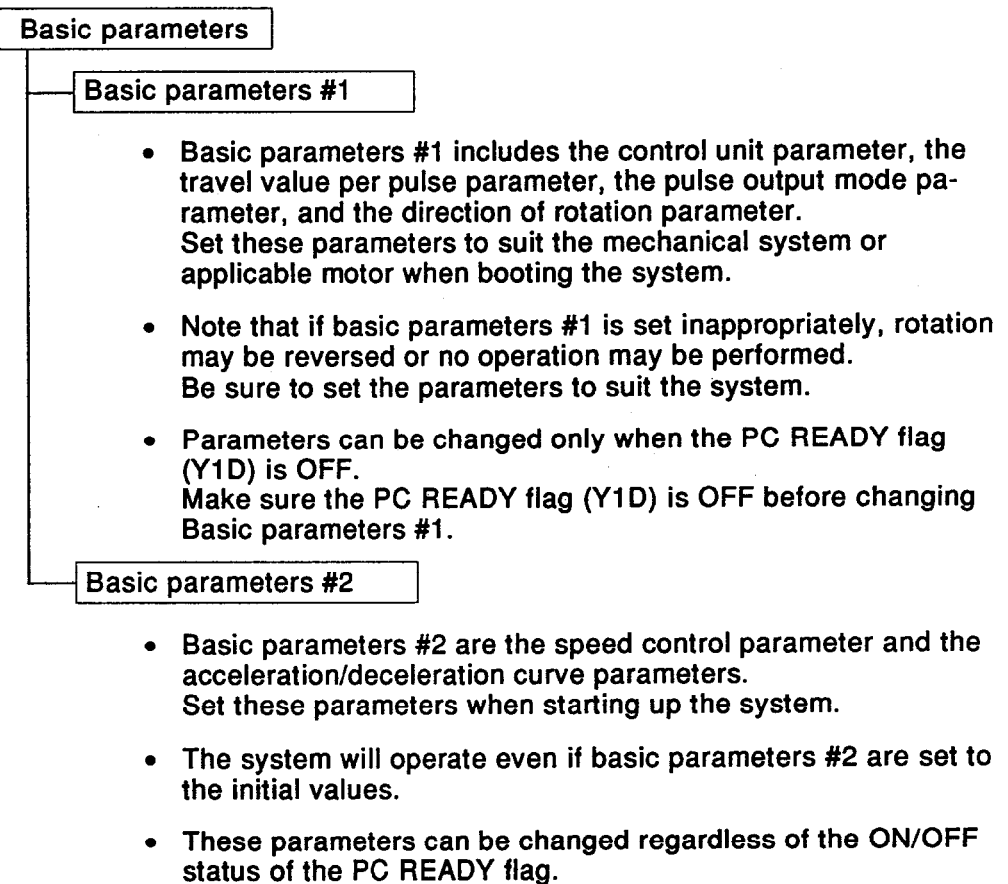 Basic parameters
Basic parameters #1
• Basic parameters #1 includes the control unit parameter, the
travel value per pulse parameter, the pulse output mode pa-
rameter, and the direction of rotation parameter.
Set these parameters to suit the mechanical system or
applicable motor when booting the system.
• Note that if basic parameters #1 is set inappropriately, rotation
may be reversed or no operation may be performed.
Be sure to set the parameters to suit the system.
• Parameters can be changed only when the PC READY flag
(Y1D) is OFF.
Make sure the PC READY flag (Y1D) is OFF before changing
Basic parameters #1.
Basic parameters #2
• Basic parameters #2 are the speed control parameter and the
acceleration/deceleration curve parameters.
Set these parameters when starting up the system.
• The system will operate even if basic parameters #2 are set to
the initial values.
• These parameters can be changed regardless of the ON/OFF
status of the PC READY flag.